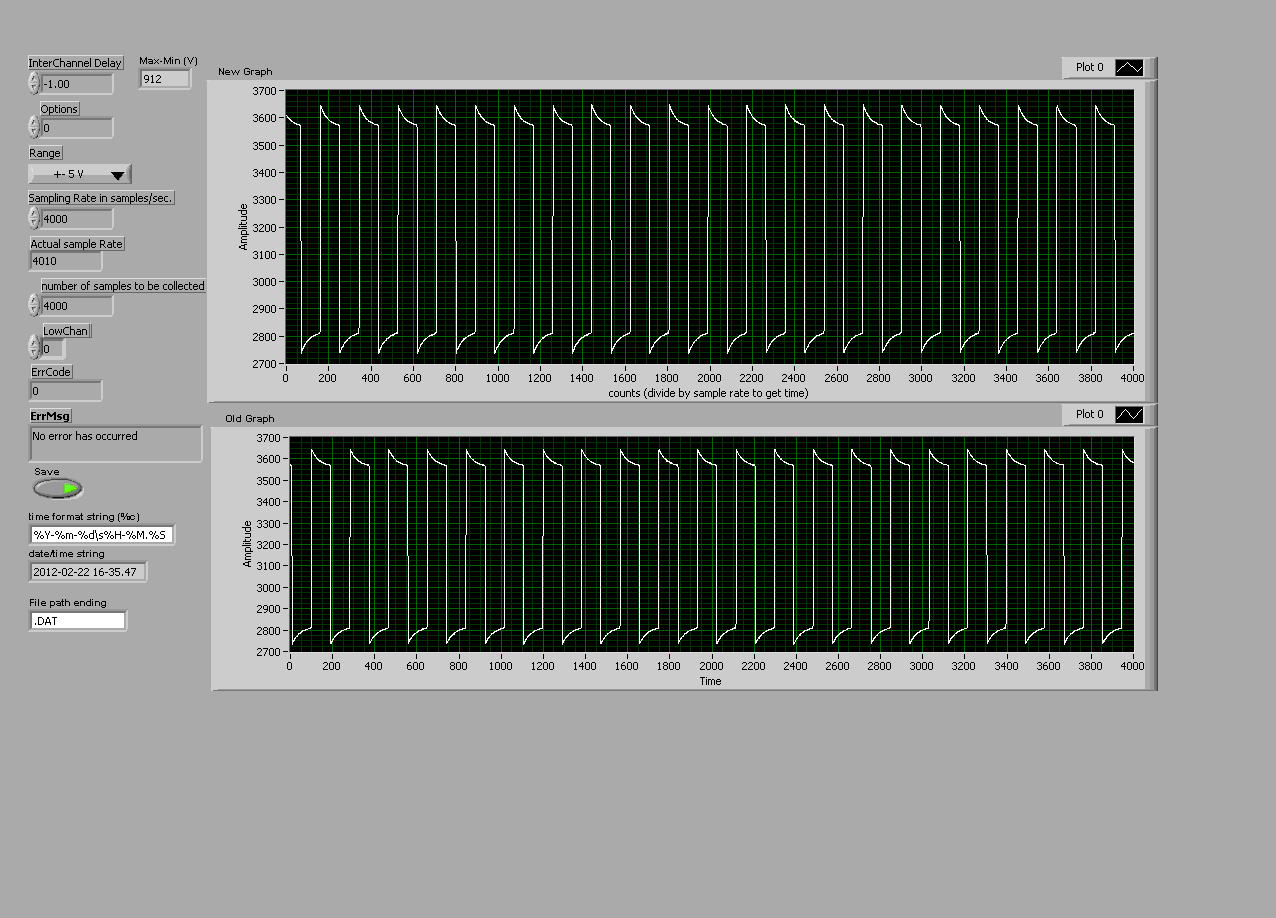 InterChannel Delay
-1.00
Max-Min (V)
912
Options
0
Range
+- 5 V
Sampling Rate in samples/sec.
4000
Actual sample Rate
4010
number of samples to be collected
4000
LowChan
0
ErrCode
0
ErrMsg
No error has occurred
Save
time format string (%c)
%Y-%m-%d\s%H-%M.%S
date/time string
2012-02-22 16-35.47
File path ending
.DAT
New Graph
Plot 0
Amplitude
3700
3600
3500
3400
3300
3200
3100
3000
2900
2800
2700
0 200 400 600 800 1000 1200 1400 1600 1800 2000 2200 2400 2600 2800 3000 3200 3400 3600 3800 4000
counts (divide by sample rate to get time)
Old Graph
Plot 0
Amplitude
3700
3600
3500
3400
3300
3200
3100
3000
2900
2800
2700
0 200 400 600 800 1000 1200 1400 1600 1800 2000 2200 2400 2600 2800 3000 3200 3400 3600 3800 4000
Time